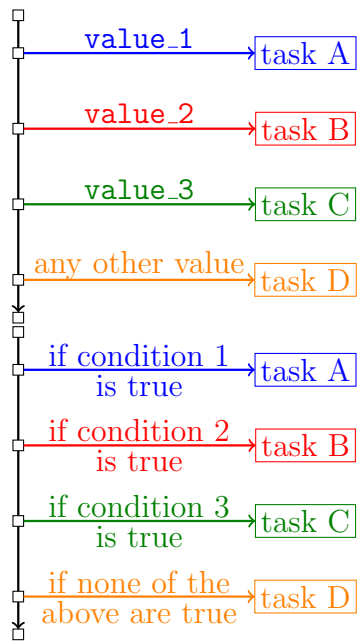 value_1
task A
value_2
task B
value_3
task C
any other value
task D
if condition 1
is true
task A
if condition 2
is true
task B
if condition 3
is true
task C
if none of the
above are true
task D